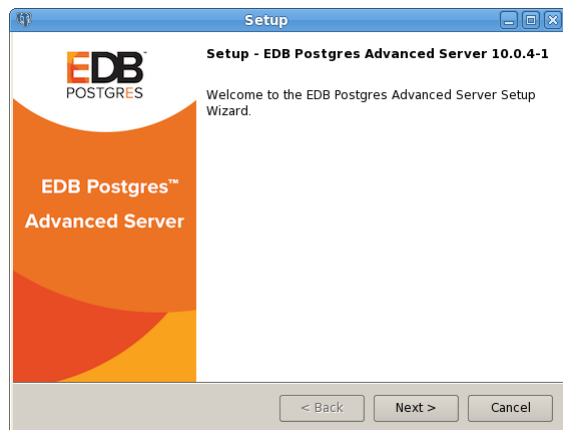 Setup
EDB
POSTGRES
Setup - EDB Postgres Advanced Server 10.0.4-1
Welcome to the EDB Postgres Advanced Server Setup
Wizard.
EDB Postgres™
Advanced Server
< Back
Next >
Cancel